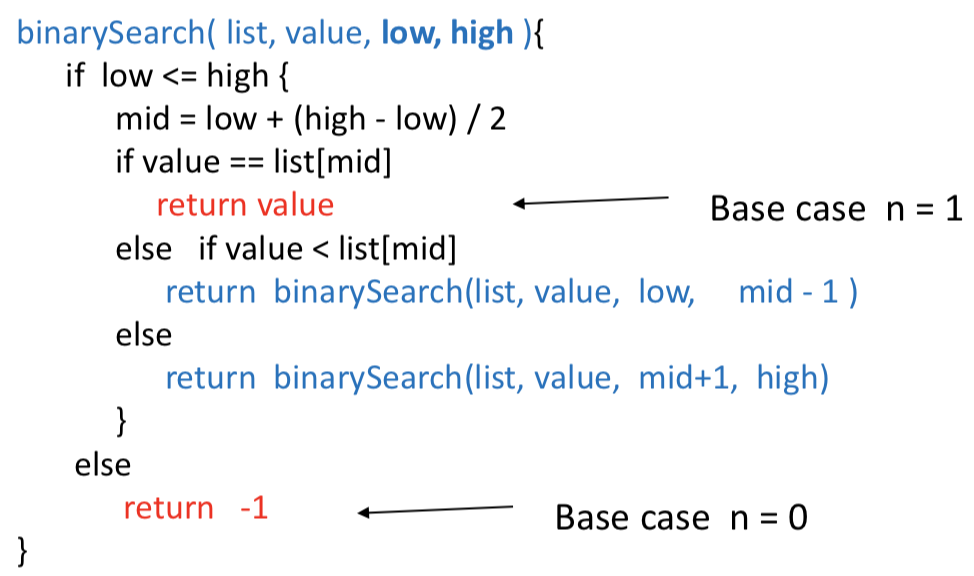 binarySearch( list, value, low, high ){
if low <= high {
mid = low + (high - low) / 2
if value == list[mid]
return value Base case n = 1
else if value < list[mid]
return binarySearch(list, value, low, mid - 1 )
else
return binarySearch(list, value, mid+1, high)
}
else
return -1 Base case n = 0
}